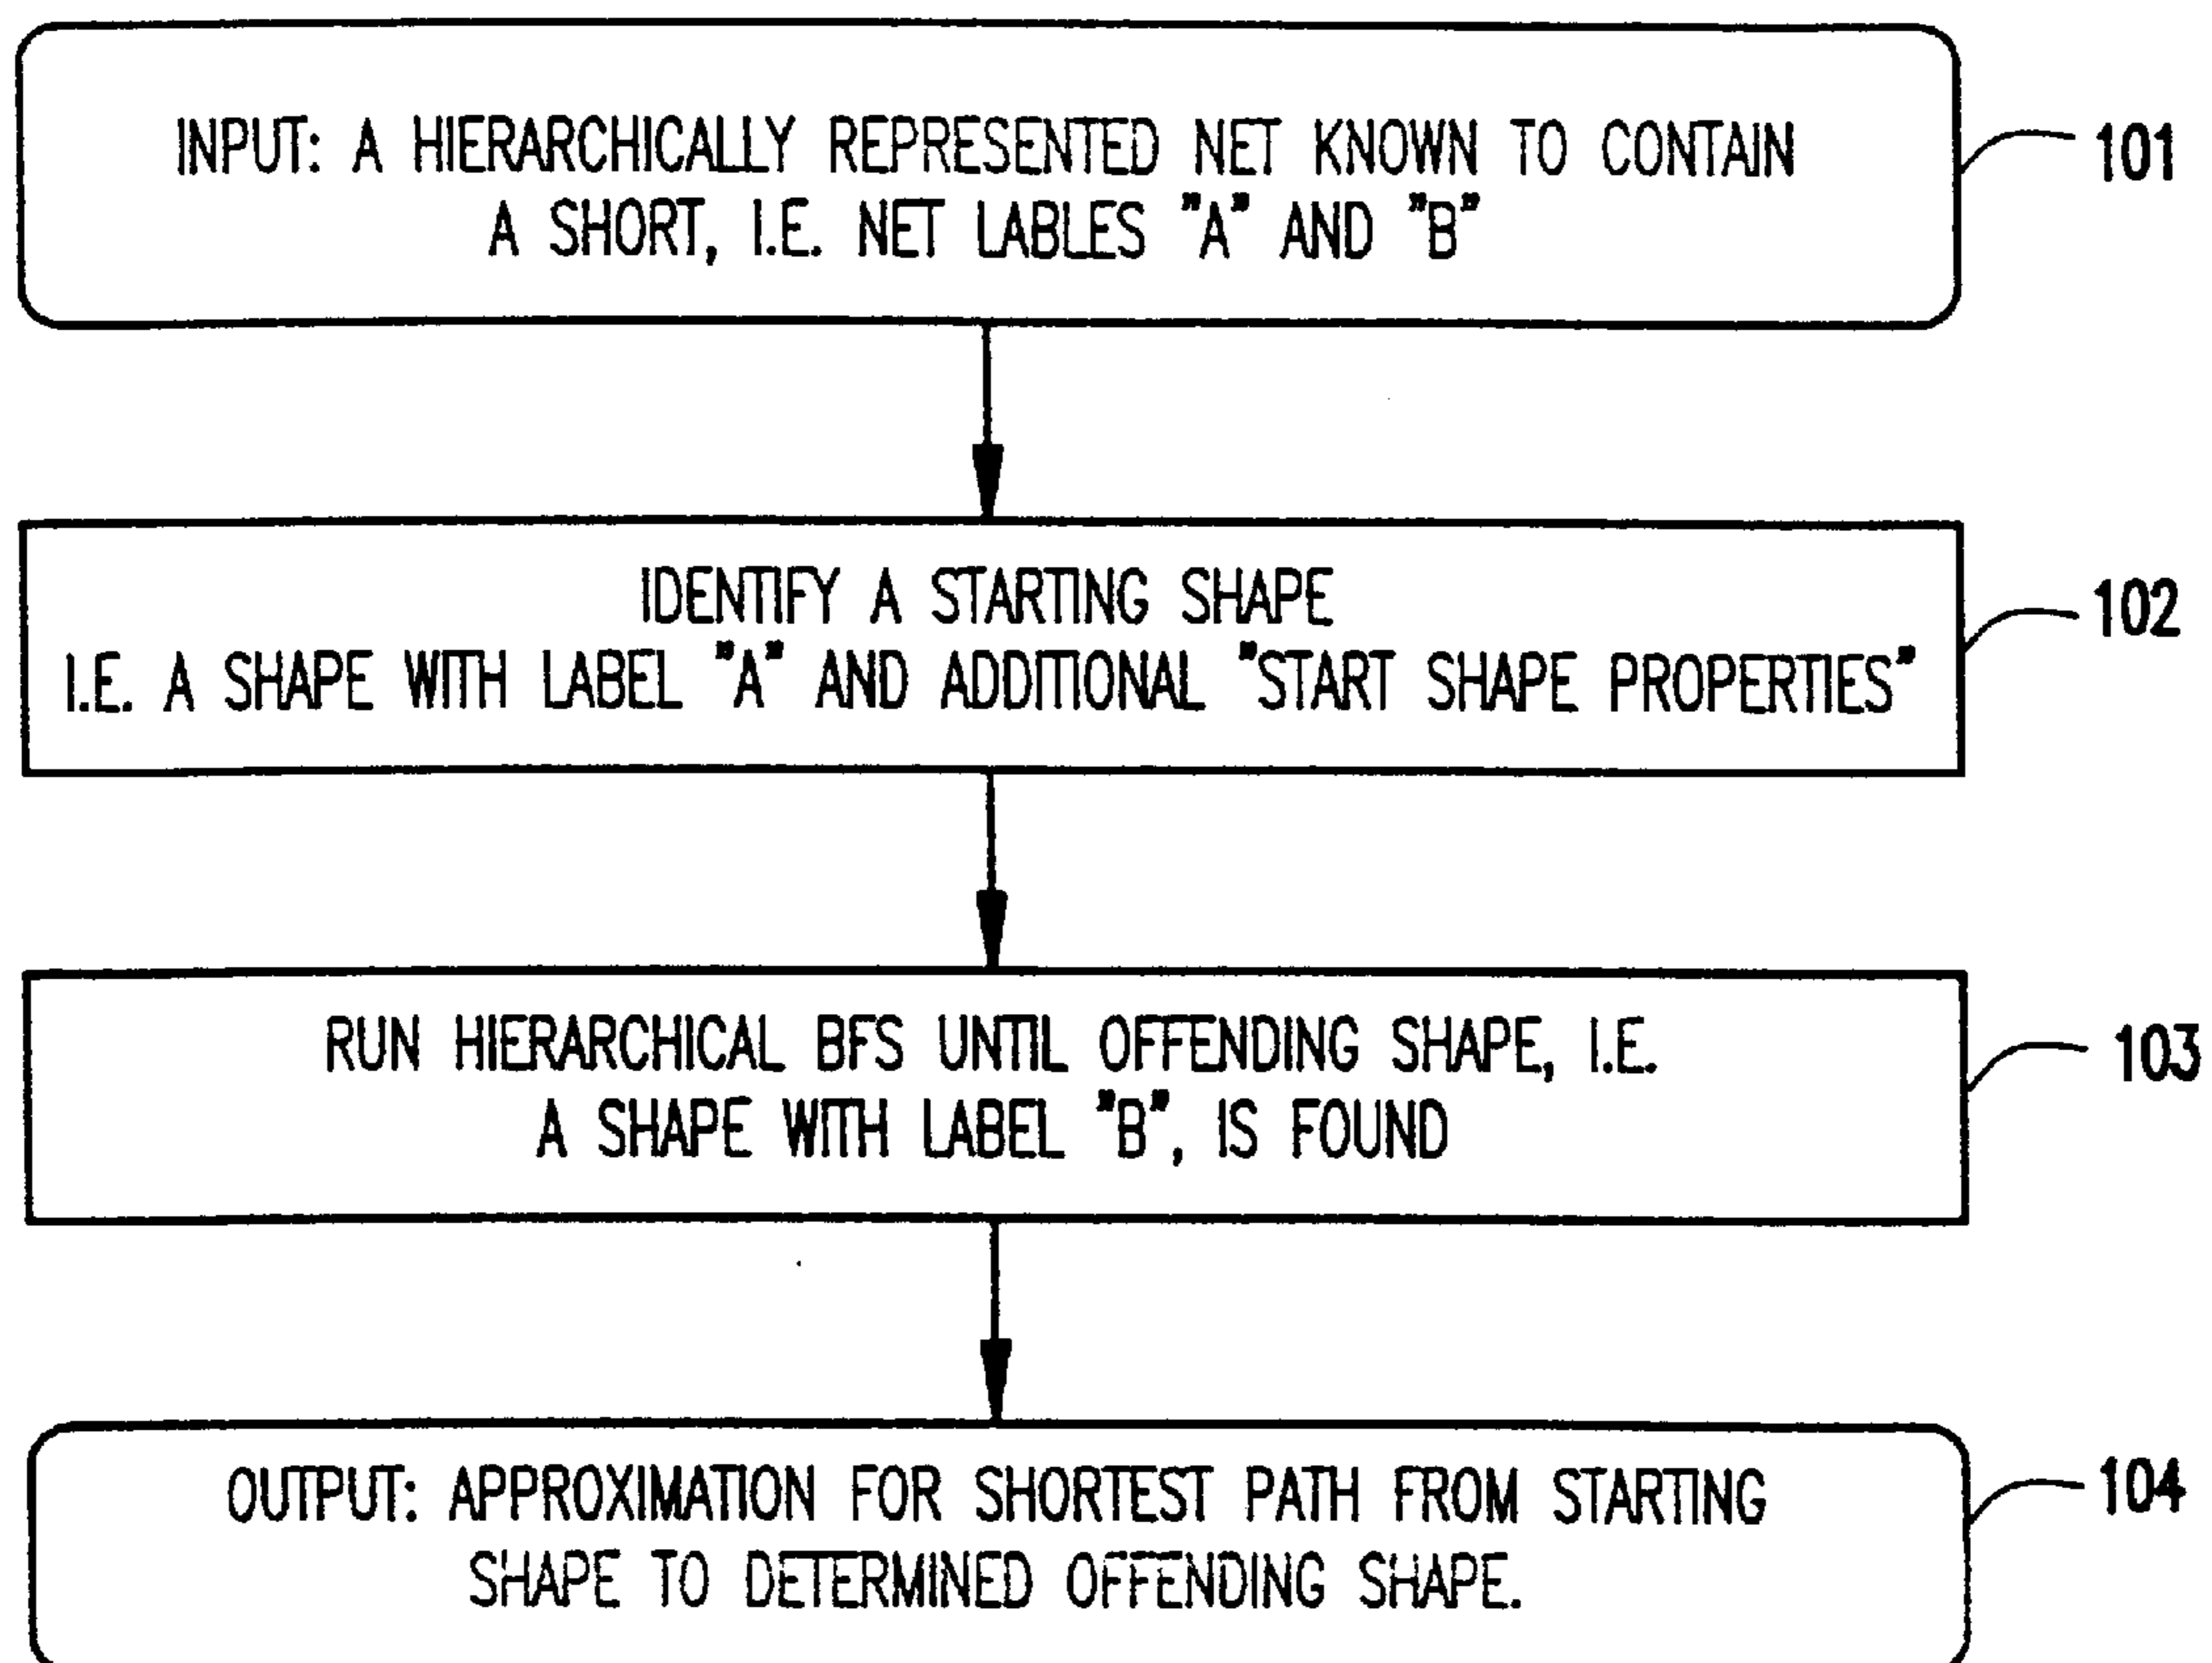 INPUT: A HIERARCHICALLY REPRESENTED NET KNOWN TO CONTAIN
A SHORT, I.E. NET LABLES "A" AND "B"
101
IDENTIFY A STARTING SHAPE
I.E. A SHAPE WITH LABEL "A" AND ADDITIONAL "START SHAPE PROPERTIES"
102
RUN HIERARCHICAL BFS UNTIL OFFENDING SHAPE, I.E.
A SHAPE WITH LABEL "B", IS FOUND
103
OUTPUT: APPROXIMATION FOR SHORTEST PATH FROM STARTING
SHAPE TO DETERMINED OFFENDING SHAPE.
104